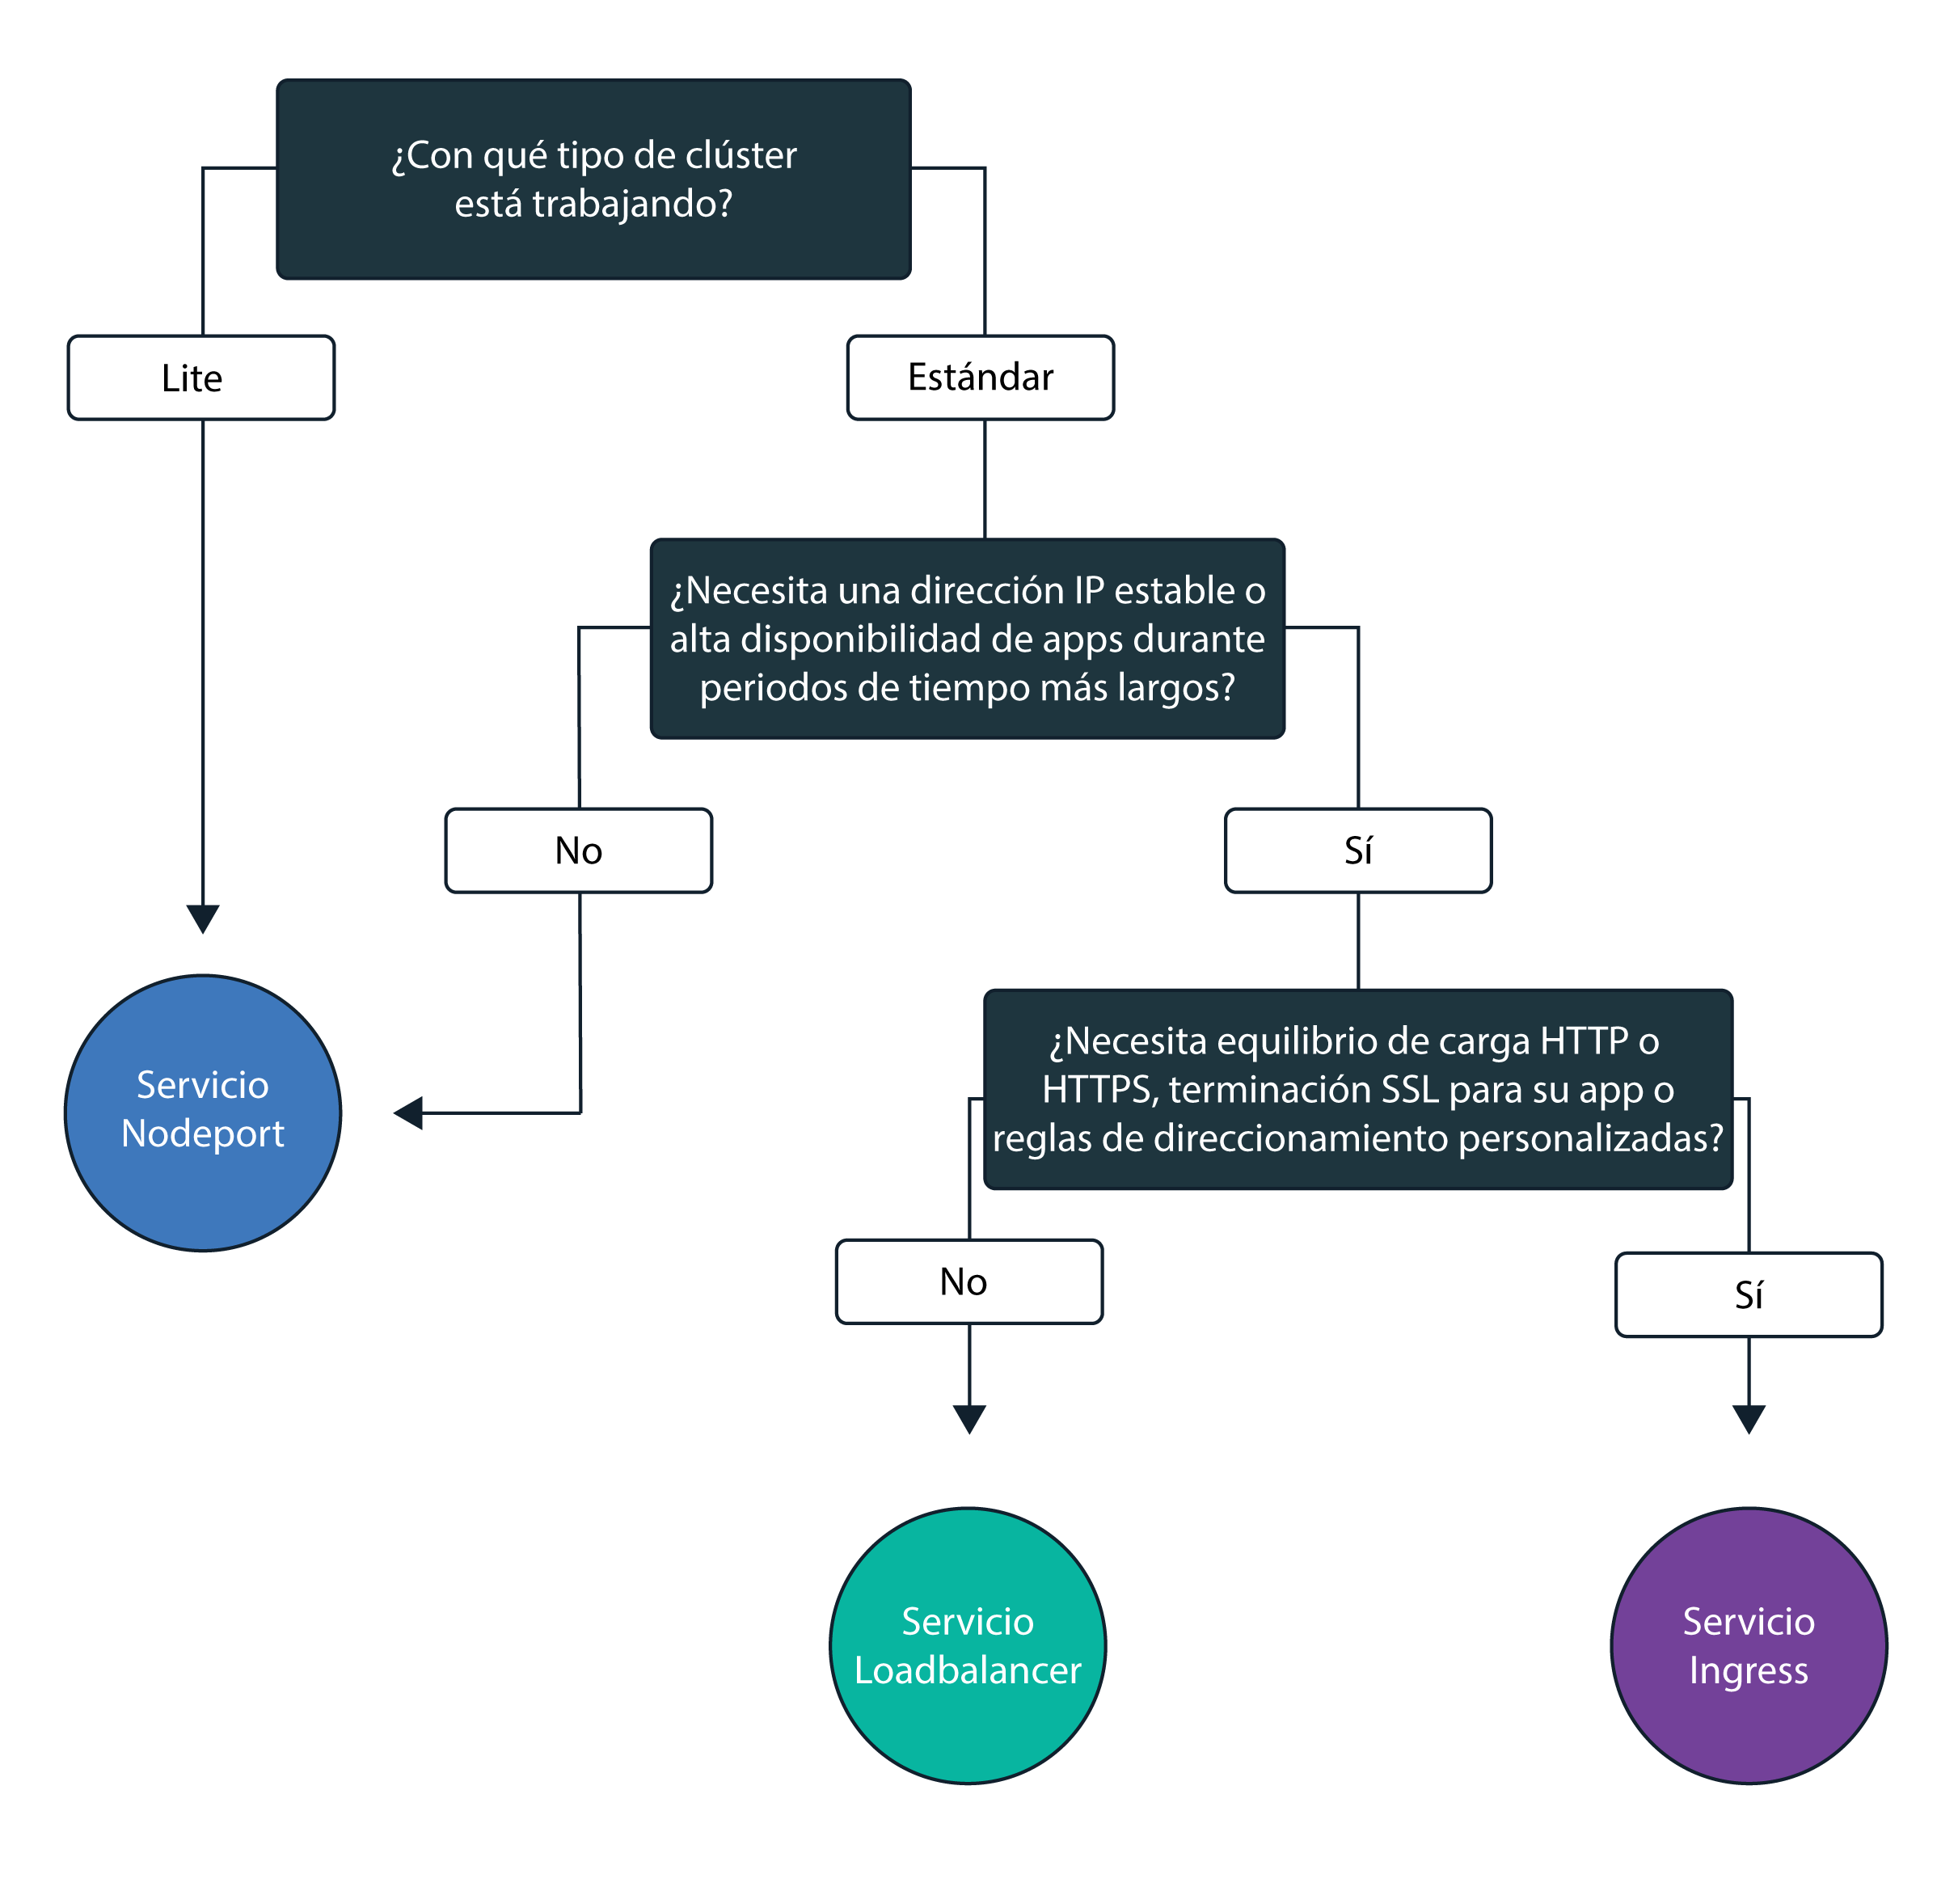 ¿Con qué tipo de clúster
está trabajando?
Lite
Estándar
¿Necesita una dirección IP estable o
alta disponibilidad de apps durante
periodos de tiempo más largos?
No
Sí
¿Necesita equilibrio de carga HTTP o
HTTPS, terminación SSL para su app o
reglas de direccionamiento personalizadas?
Servicio
Nodeport
No
Sí
Servicio
Loadbalancer
Servicio
Ingress